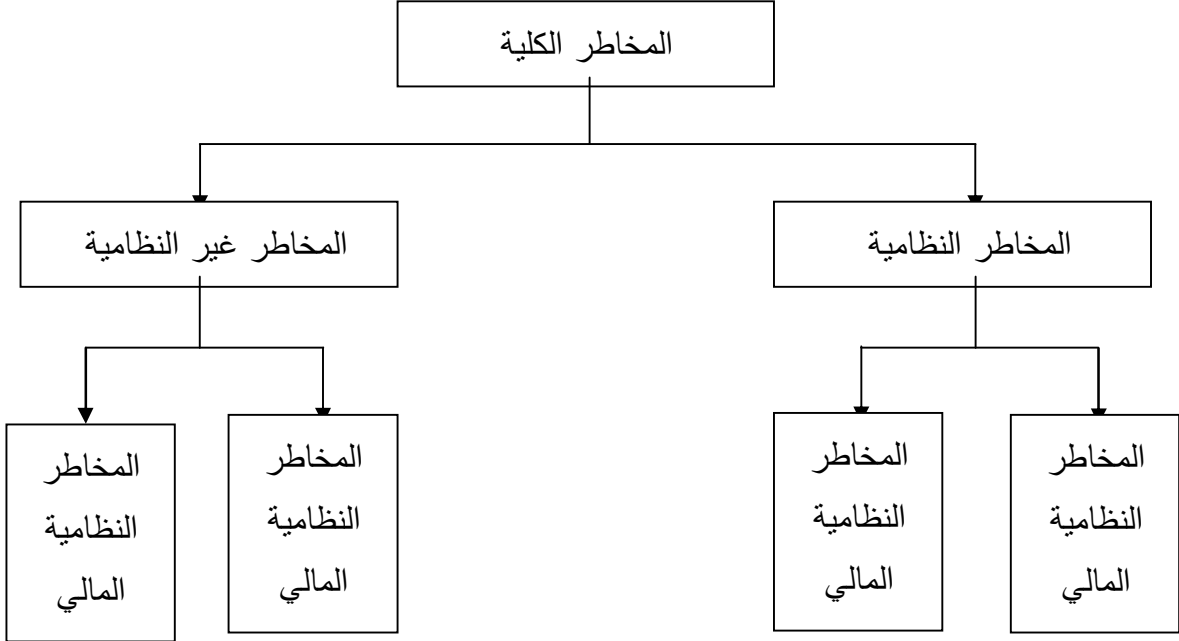 المخاطر الكلية
المخاطر النظامية
المخاطر غير النظامية
المخاطر
النظامية
المالي
المخاطر
النظامية
المالي
المخاطر
النظامية
المالي
المخاطر
النظامية
المالي